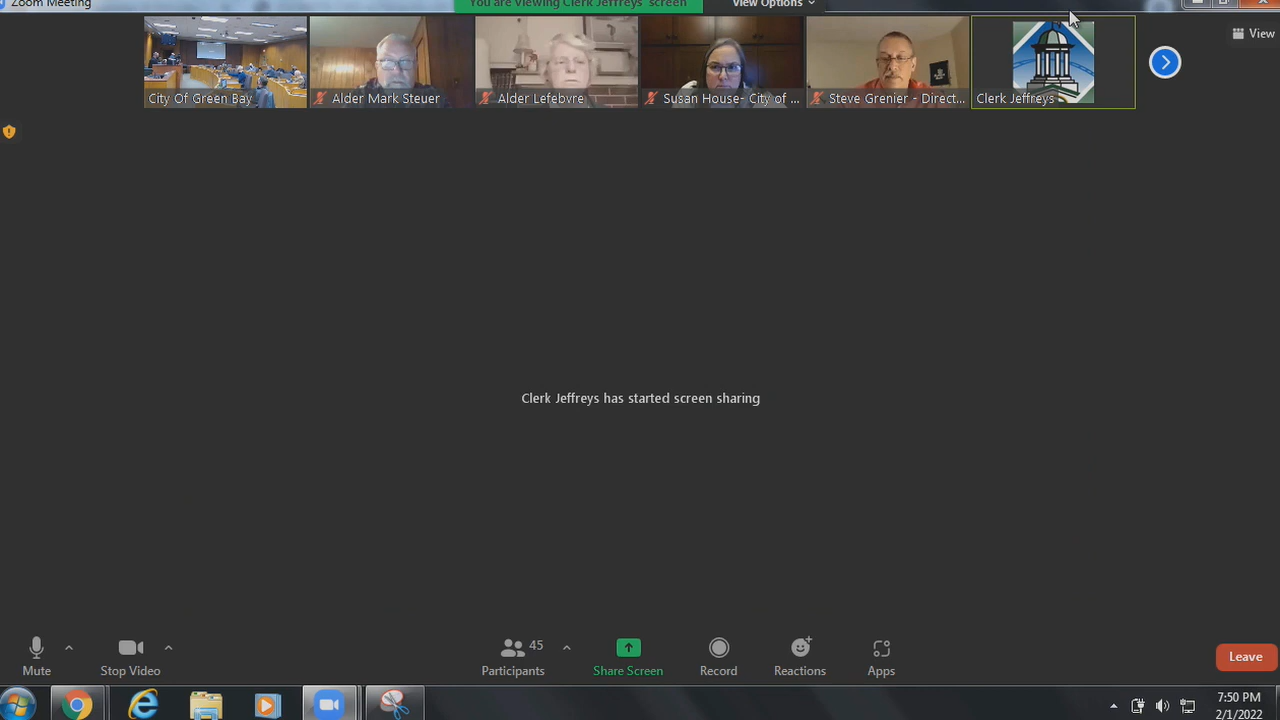 Zoom Meeting
You are viewing Clerk Jeffreys' screen
View Options
View
City Of Green Bay
Alder Mark Steuer
Alder Lefebvre
Susan House- City of ...
Steve Grenier - Direct...
Clerk Jeffreys
Clerk Jeffreys has started screen sharing
45
Mute
Stop Video
Participants
Share Screen
Record
Reactions
Apps
Leave
7:50 PM
2/1/2022